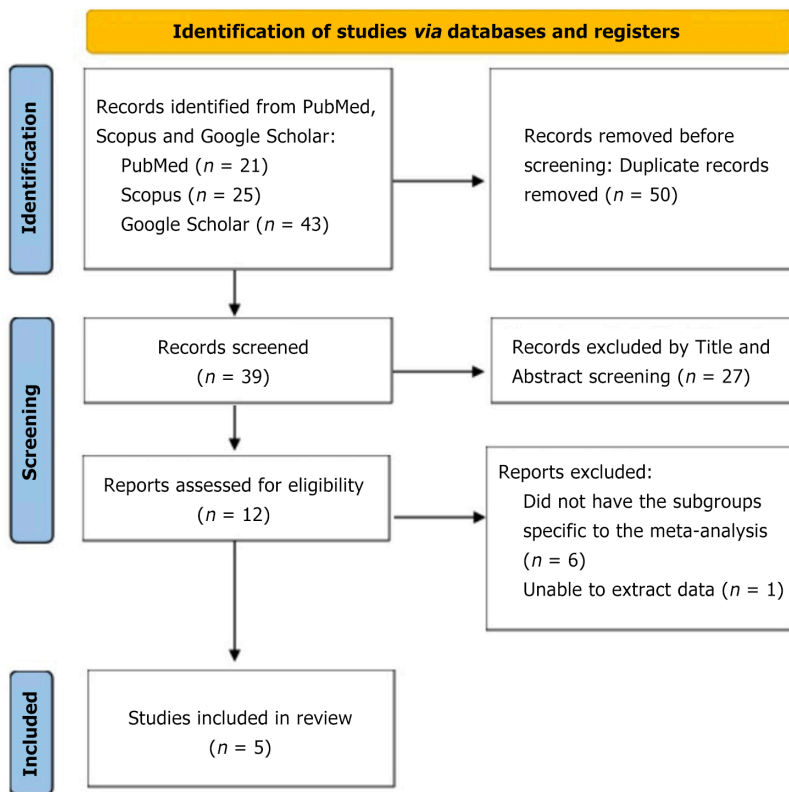 Identification of studies via databases and registers
Identification
Records identified from PubMed,
Scopus and Google Scholar:
PubMed (n = 21)
Scopus (n = 25)
Google Scholar (n = 43)
Records removed before
screening: Duplicate records
removed (n = 50)
Screening
Records screened
(n = 39)
Records excluded by Title and
Abstract screening (n = 27)
Reports assessed for eligibility
(n = 12)
Reports excluded:
Did not have the subgroups
specific to the meta-analysis
(n = 6)
Unable to extract data (n = 1)
Included
Studies included in review
(n = 5)